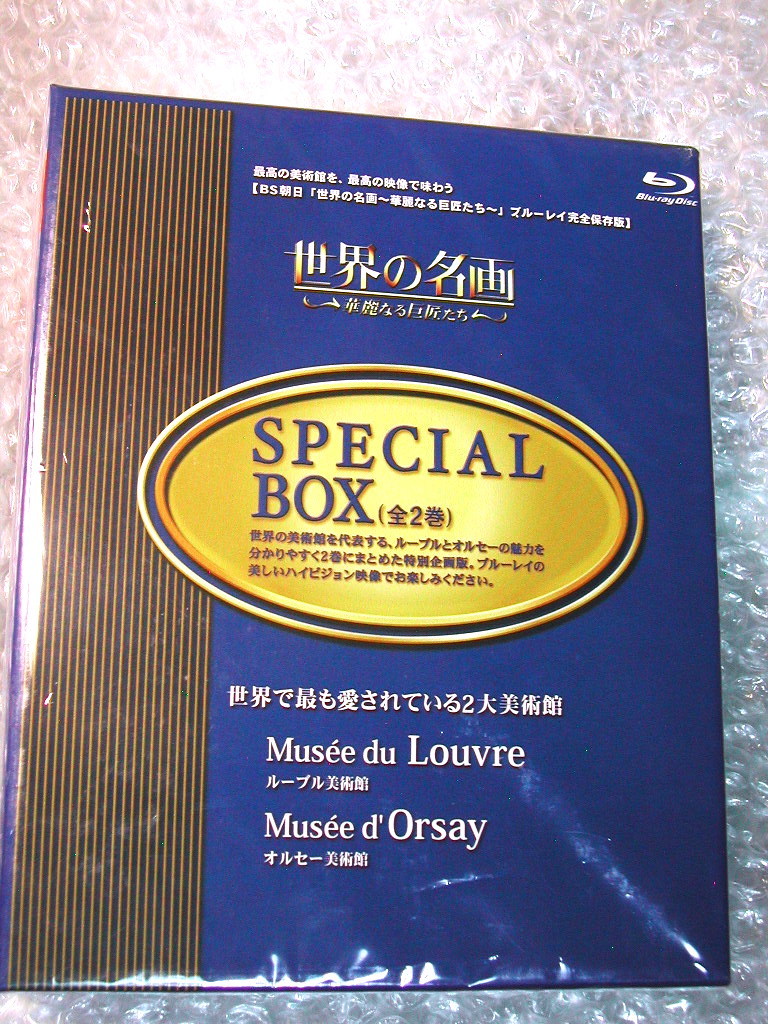 最高の美術館を、最高の映像で味わう
【BS朝日「世界の名画〜華麗なる巨匠たち〜」ブルーレイ完全保存版】
Blu-ray Disc
世界の名画
〜華麗なる巨匠たち〜
SPECIAL
BOX(全2巻)
世界の美術館を代表する、ルーブルとオルセーの魅力を
分かりやすく2巻にまとめた特別企画版。ブルーレイの
美しいハイビジョン映像でお楽しみください。
世界で最も愛されている2大美術館
Musée du Louvre
ルーブル美術館
Musée d'Orsay
オルセー美術館